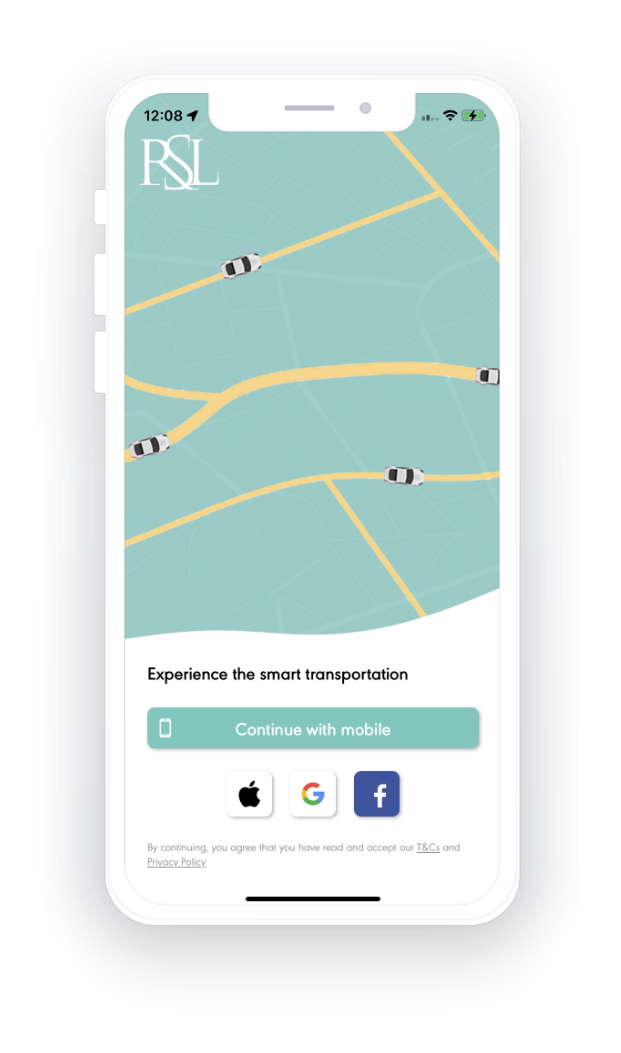 12:08
RSL
Experience the smart transportation
Continue with mobile
By continuing, you agree that you have read and accept our T&Cs and
Privacy Policy